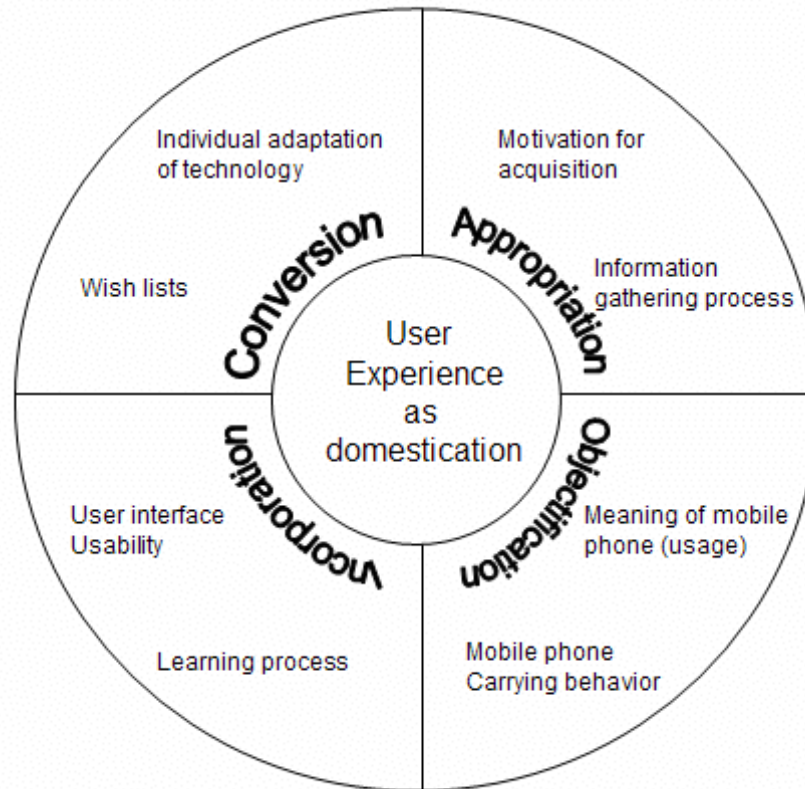 Individual adaptation
of technology
Wish lists
Conversion
Motivation for
acquisition
Information
gathering process
Appropriation
User
Experience
as
domestication
Objectification
Meaning of mobile
phone (usage)
Mobile phone
Carrying behavior
Incorporation
User interface
Usability
Learning process